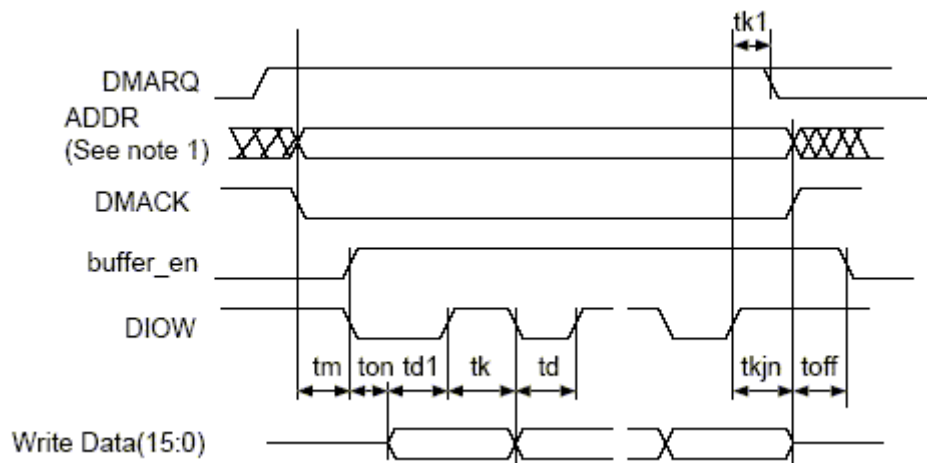 tk1
DMARQ
ADDR
(See note 1)
DMACK
buffer_en
DIOW
tm ton td1 tk td tkjn toff
Write Data(15:0)